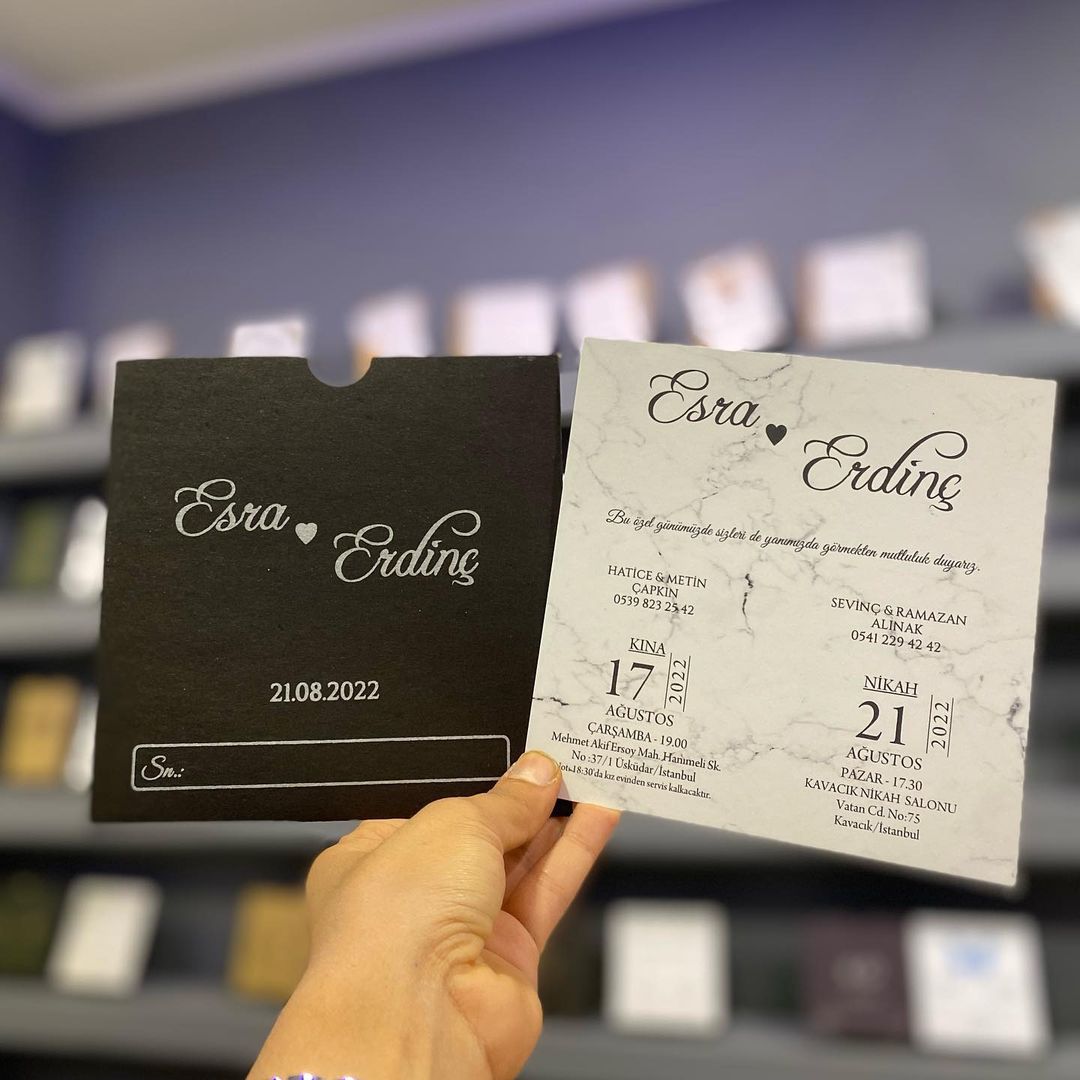 Esra
Erdinç
21.08.2022
Sn.:
Esra
Erdinç
Bu özel günümüzde sizleri de yanımızda görmekten mutluluk duyarız.
HATİCE & METİN
ÇAPKIN
0539 823 25 42
KINA
17
2022
AĞUSTOS
ÇARŞAMBA - 19.00
Mehmet Akif Ersoy Mah. Hanımeli Sk.
No :37/1 Üsküdar/İstanbul
18:30'da kız evinden servis kalkacaktır.
SEVİNÇ & RAMAZAN
ALINAK
0541 229 42 42
NİKAH
21
2022
AĞUSTOS
PAZAR - 17.30
KAVACIK NİKAH SALONU
Vatan Cd. No:75
Kavacık/İstanbul